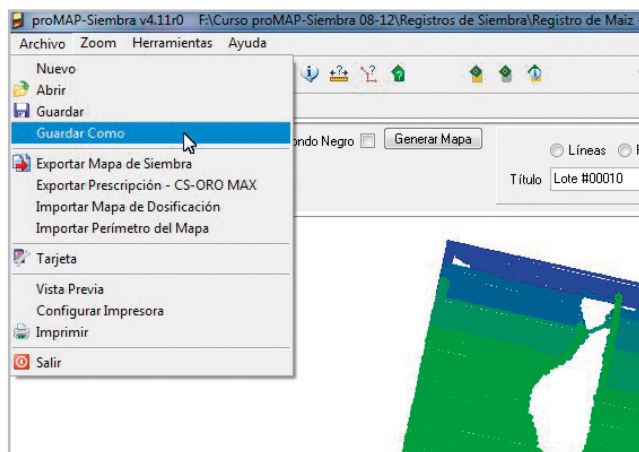 proMAP-Siembra v4.11r0 F:\Curso proMAP-Siembra 08-12\Registros de Siembra\Registro de Maiz
Archivo Zoom Herramientas Ayuda
Nuevo
Abrir
Guardar
Guardar Como
Exportar Mapa de Siembra
Exportar Prescripción - CS-ORO MAX
Importar Mapa de Dosificación
Importar Perímetro del Mapa
Tarjeta
Vista Previa
Configurar Impresora
Imprimir
Salir
Negro
Generar Mapa
Líneas
Título Lote #00010